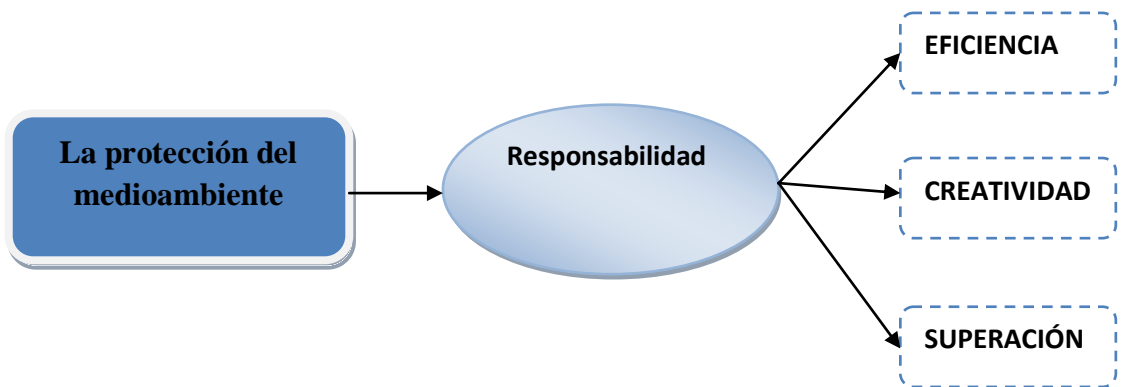 La protección del
medioambiente
Responsabilidad
EFICIENCIA
CREATIVIDAD
SUPERACIÓN